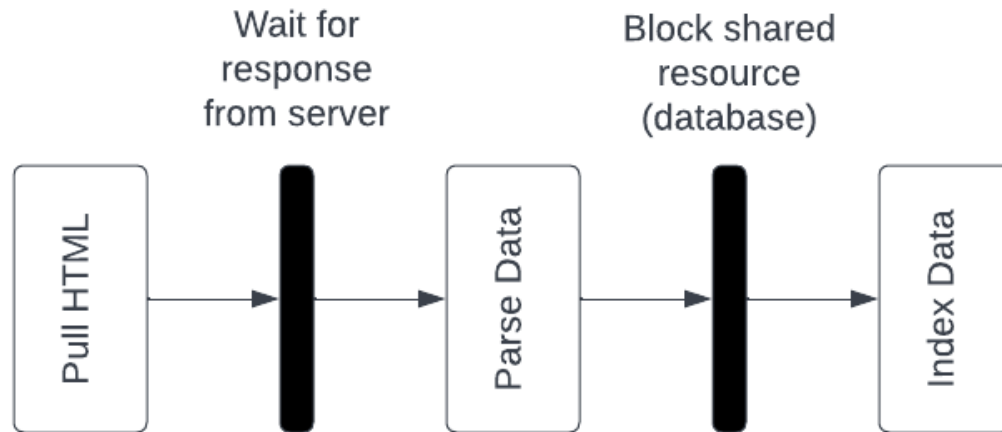 Wait for
response
from server
Block shared
resource
(database)
Pull HTML
Parse Data
Index Data